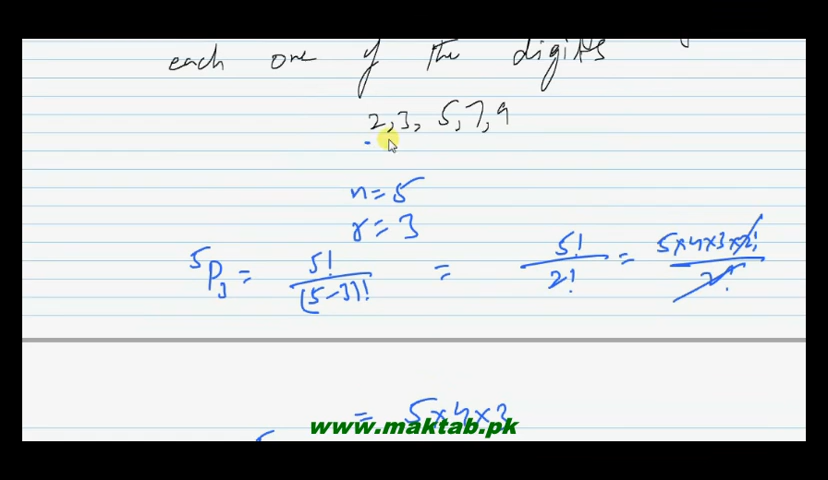 each one of the digits
2,3, 5,7,9
n=5
r=3
⁵P₃ = 5!/(5-3)! = 5!/2! = 5×4×3×2!/2!
= 5×4×3
www.maktab.pk